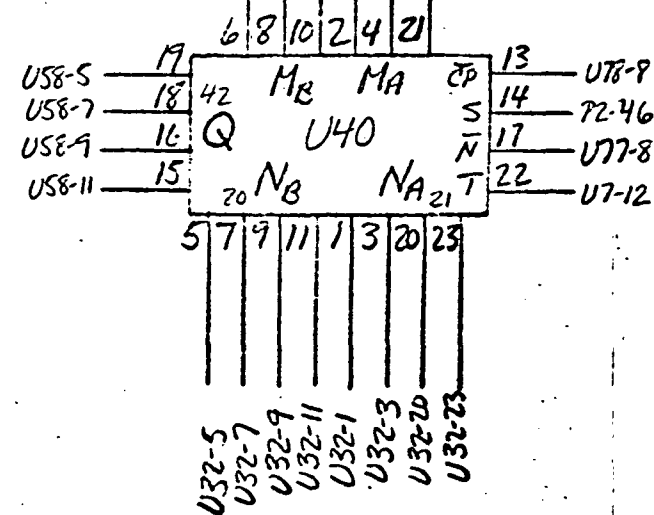 6 8 10 2 4 21
19 MB MA CP 13
U58-5 U78-8
18 42 S 14
U58-7 P2-46
16 Q U40 N 17
U58-9 U77-8
15 20 NB NA 21 T 22
U58-11 U7-12
5 7 9 11 1 3 20 23
U32-5
U32-7
U32-9
U32-11
U32-1
U32-3
U32-20
U32-23